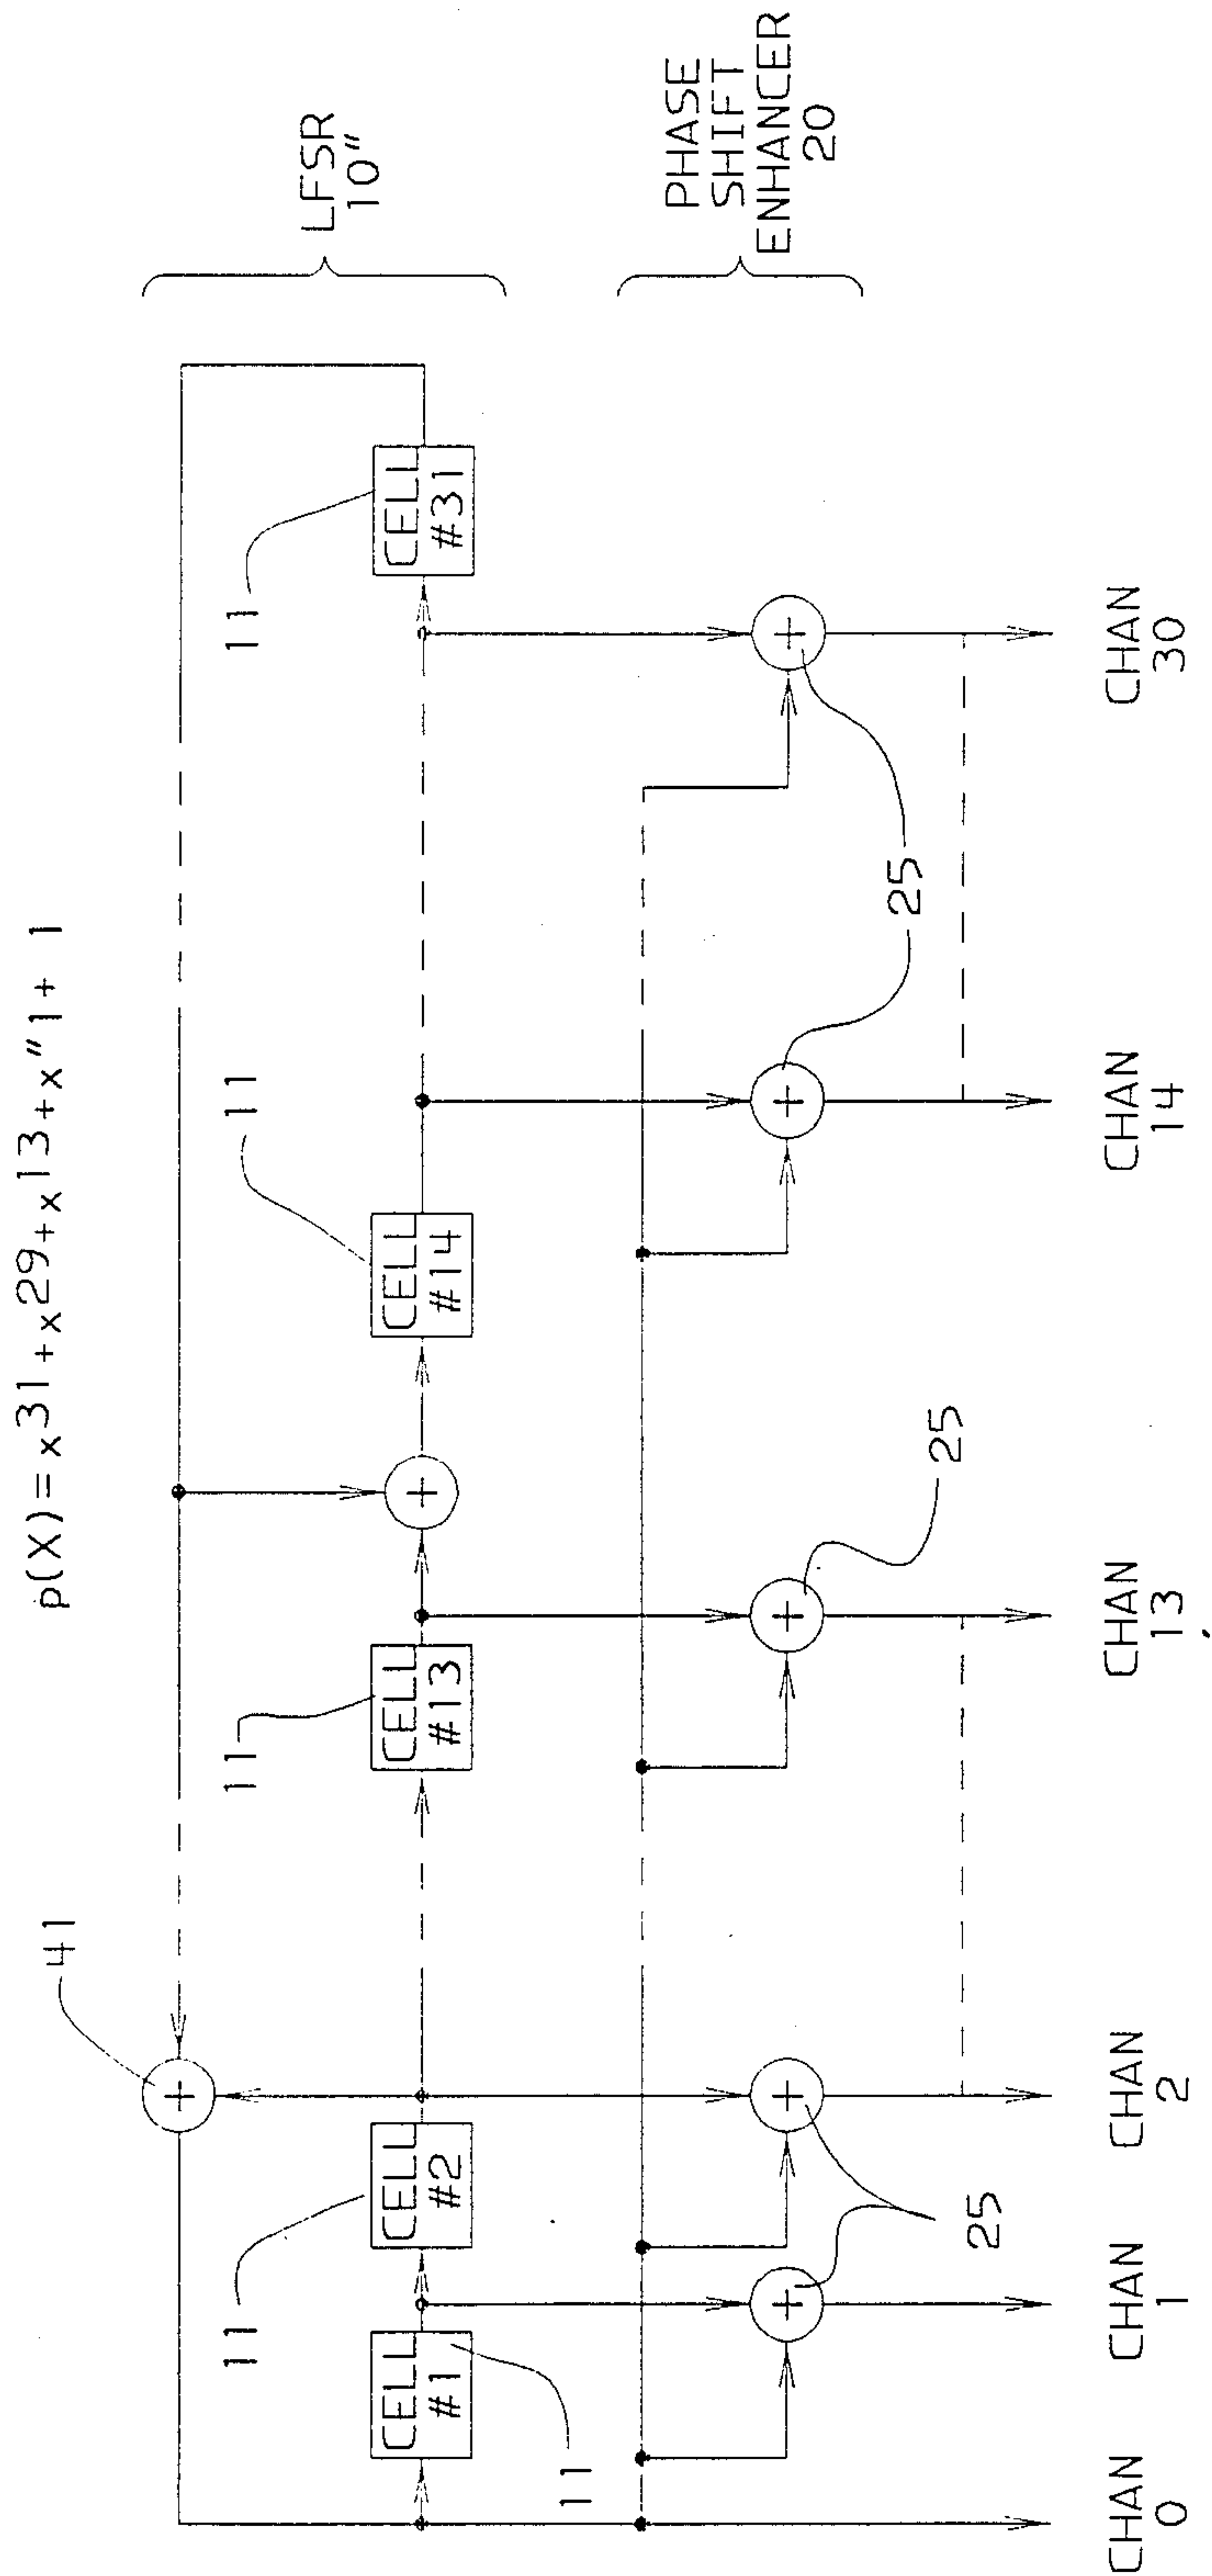 p(X)=x31+x29+x13+x"1+ 1
41
11
11
11
11
LFSR
10"
CELL
#1
CELL
#2
CELL
#13
CELL
#14
CELL
#31
11
PHASE
SHIFT
ENHANCER
20
25
25
25
CHAN
0
CHAN
1
CHAN
2
CHAN
13
CHAN
14
CHAN
30